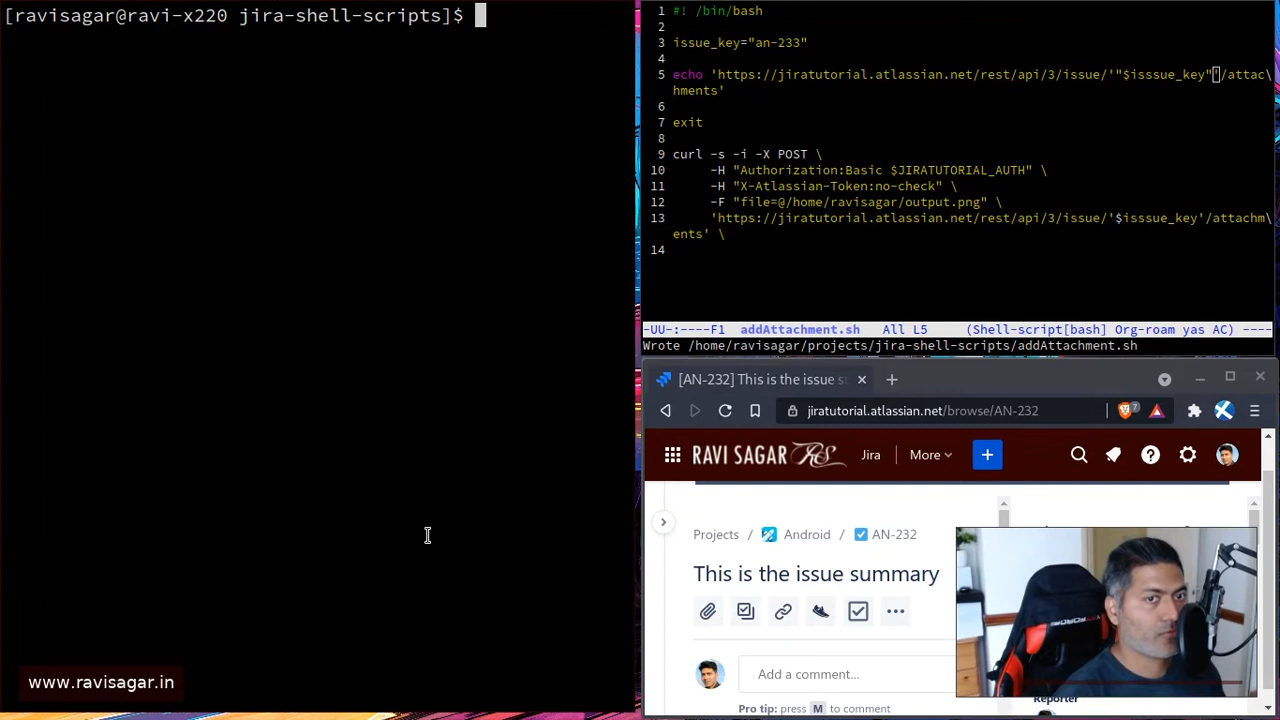 [ravisagar@ravi-x220 jira-shell-scripts]$
www.ravisagar.in
1 #! /bin/bash
2
3 issue_key="an-233"
4
5 echo 'https://jiratutorial.atlassian.net/rest/api/3/issue/'"$isssue_key"'/attac\
hments'
6
7 exit
8
9 curl -s -i -X POST \
10 -H "Authorization:Basic $JIRATUTORIAL_AUTH" \
11 -H "X-Atlassian-Token:no-check" \
12 -F "file=@/home/ravisagar/output.png" \
13 'https://jiratutorial.atlassian.net/rest/api/3/issue/'$isssue_key'/attachm\
ents' \
14
-UU-:----F1 addAttachment.sh All L5 (Shell-script[bash] Org-roam yas AC) ----
Wrote /home/ravisagar/projects/jira-shell-scripts/addAttachment.sh
[AN-232] This is the issue s
jiratutorial.atlassian.net/browse/AN-232
7
RAVI SAGAR RS Jira More
Projects / Android / AN-232
This is the issue summary
Add a comment…
Pro tip: press M to comment
Reporter